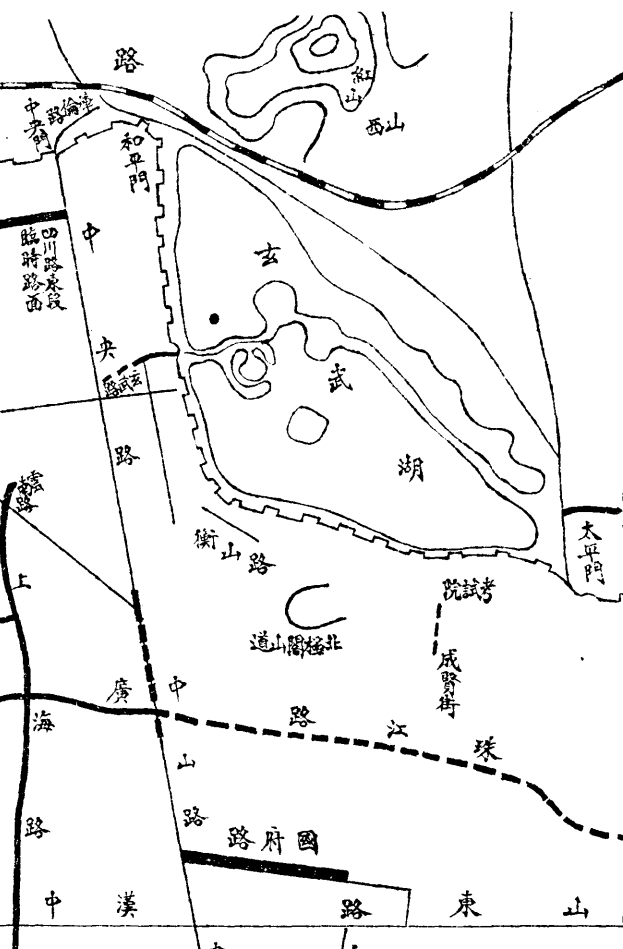 路
紅山
西山
中央門
和平門
四川路東段
臨時路面
中央路
玄武湖
玄武路
雲南路
衡山路
太平門
考試院
北極閣山道
成賢街
上海路
廣
中山路
珠江路
國府路
山東路
漢中